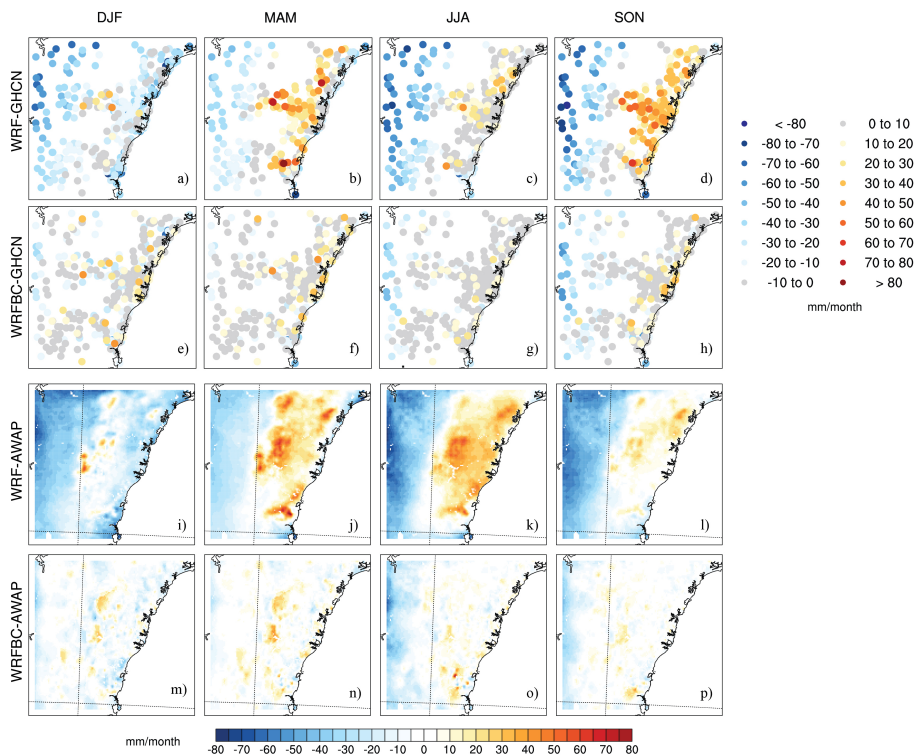 DJF MAM JJA SON
WRF-GHCN
a) b) c) d)
WRFBC-GHCN
e) f) g) h)
WRF-AWAP
i) j) k) l)
WRFBC-AWAP
m) n) o) p)
< -80 0 to 10
-80 to -70 10 to 20
-70 to -60 20 to 30
-60 to -50 30 to 40
-50 to -40 40 to 50
-40 to -30 50 to 60
-30 to -20 60 to 70
-20 to -10 70 to 80
-10 to 0 > 80
mm/month
mm/month
-80 -70 -60 -50 -40 -30 -20 -10 0 10 20 30 40 50 60 70 80